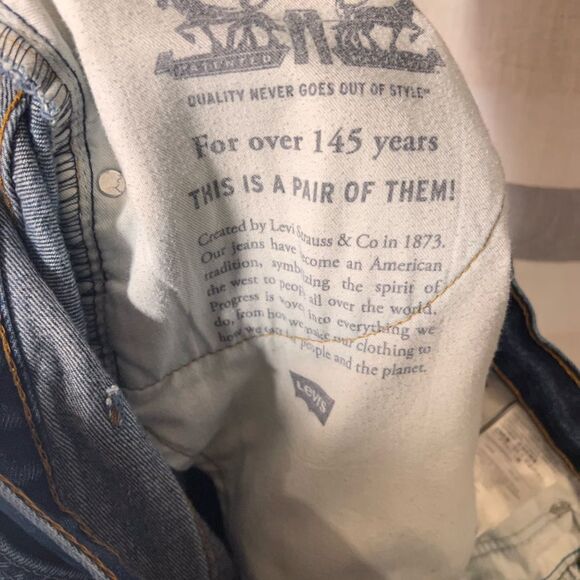 QUALITY NEVER GOES OUT OF STYLE™
For over 145 years
THIS IS A PAIR OF THEM!
Created by Levi Strauss & Co in 1873.
Our jeans have become an American
tradition, symbolizing the spirit of
the west to people all over the world.
Progress is woven into everything we
do, from how we make our clothing to
how we care for people and the planet.
Levi's